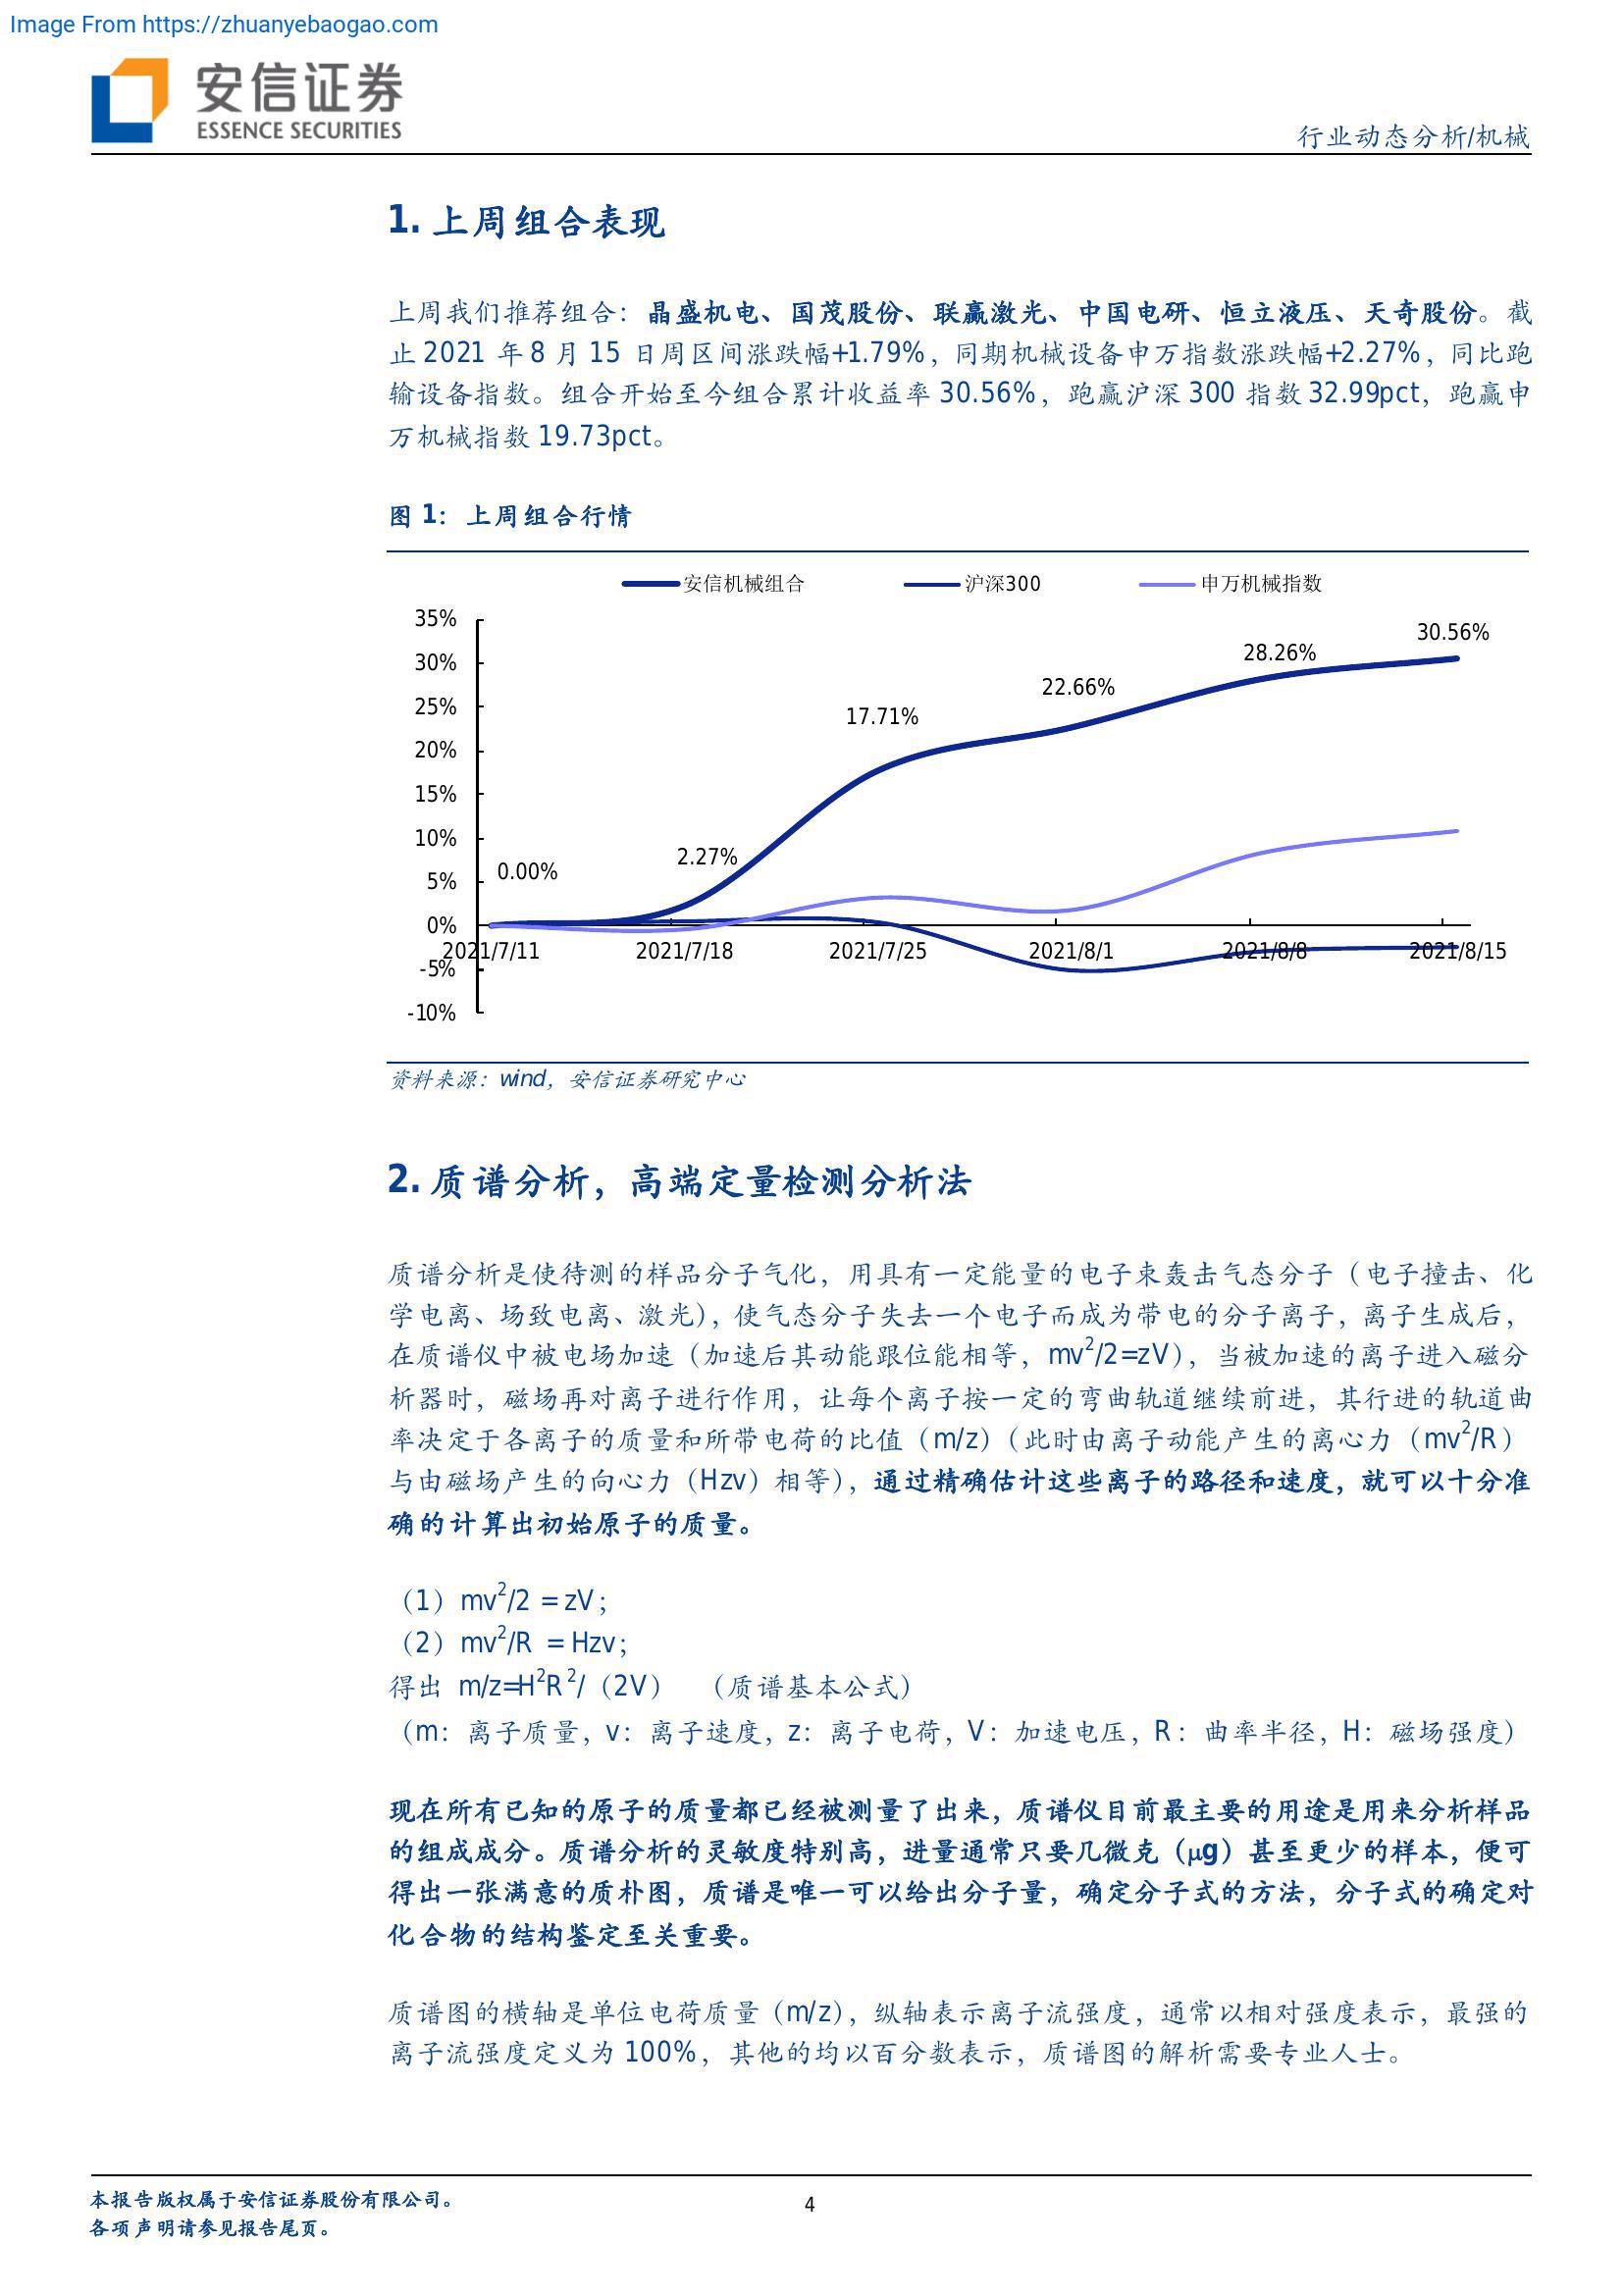 Image From https://zhuanyebaogao.com
安信证券
ESSENCE SECURITIES
行业动态分析/机械
1. 上周组合表现
上周我们推荐组合：晶盛机电、国茂股份、联赢激光、中国电研、恒立液压、天奇股份。截
止 2021 年 8 月 15 日周区间涨跌幅+1.79%，同期机械设备申万指数涨跌幅+2.27%，同比跑
输设备指数。组合开始至今组合累计收益率 30.56%，跑赢沪深 300 指数 32.99pct，跑赢申
万机械指数 19.73pct。
图 1：上周组合行情
安信机械组合 沪深300 申万机械指数
35%
30%
25%
20%
15%
10%
5%
0%
-5%
-10%
0.00%
2.27%
17.71%
22.66%
28.26%
30.56%
2021/7/11 2021/7/18 2021/7/25 2021/8/1 2021/8/8 2021/8/15
资料来源：wind，安信证券研究中心
2. 质谱分析，高端定量检测分析法
质谱分析是使待测的样品分子气化，用具有一定能量的电子束轰击气态分子（电子撞击、化
学电离、场致电离、激光），使气态分子失去一个电子而成为带电的分子离子，离子生成后，
在质谱仪中被电场加速（加速后其动能跟位能相等，mv²/2=zV），当被加速的离子进入磁分
析器时，磁场再对离子进行作用，让每个离子按一定的弯曲轨道继续前进，其行进的轨道曲
率决定于各离子的质量和所带电荷的比值（m/z）（此时由离子动能产生的离心力（mv²/R）
与由磁场产生的向心力（Hzv）相等），通过精确估计这些离子的路径和速度，就可以十分准
确的计算出初始原子的质量。
（1）mv²/2 = zV；
（2）mv²/R = Hzv；
得出 m/z=H²R²/（2V） （质谱基本公式）
（m：离子质量，v：离子速度，z：离子电荷，V：加速电压，R：曲率半径，H：磁场强度）
现在所有已知的原子的质量都已经被测量了出来，质谱仪目前最主要的用途是用来分析样品
的组成成分。质谱分析的灵敏度特别高，进量通常只要几微克（μg）甚至更少的样本，便可
得出一张满意的质朴图，质谱是唯一可以给出分子量，确定分子式的方法，分子式的确定对
化合物的结构鉴定至关重要。
质谱图的横轴是单位电荷质量（m/z），纵轴表示离子流强度，通常以相对强度表示，最强的
离子流强度定义为 100%，其他的均以百分数表示，质谱图的解析需要专业人士。
本报告版权属于安信证券股份有限公司。
各项声明请参见报告尾页。
4